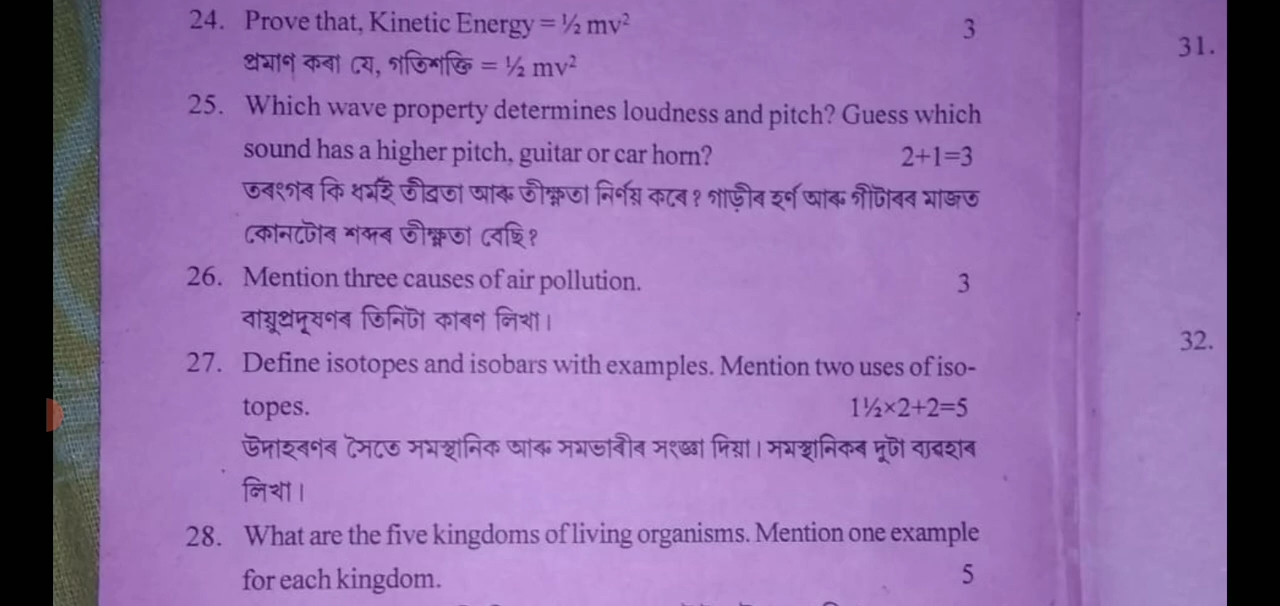 24. Prove that, Kinetic Energy = ½ mv² 3
প্ৰমাণ কৰা যে, গতিশক্তি = ½ mv²
25. Which wave property determines loudness and pitch? Guess which
sound has a higher pitch, guitar or car horn? 2+1=3
তৰংগৰ কি ধৰ্মই তীব্ৰতা আৰু তীক্ষ্ণতা নিৰ্ণয় কৰে? গাড়ীৰ হৰ্ণ আৰু গীটাৰৰ মাজত
কোনটোৰ শব্দৰ তীক্ষ্ণতা বেছি?
26. Mention three causes of air pollution. 3
বায়ুপ্ৰদূষণৰ তিনিটা কাৰণ লিখা।
27. Define isotopes and isobars with examples. Mention two uses of iso-
topes. 1½×2+2=5
উদাহৰণৰ সৈতে সমস্থানিক আৰু সমভাৰীৰ সংজ্ঞা দিয়া। সমস্থানিকৰ দুটা ব্যৱহাৰ
লিখা।
28. What are the five kingdoms of living organisms. Mention one example
for each kingdom. 5
31.
32.